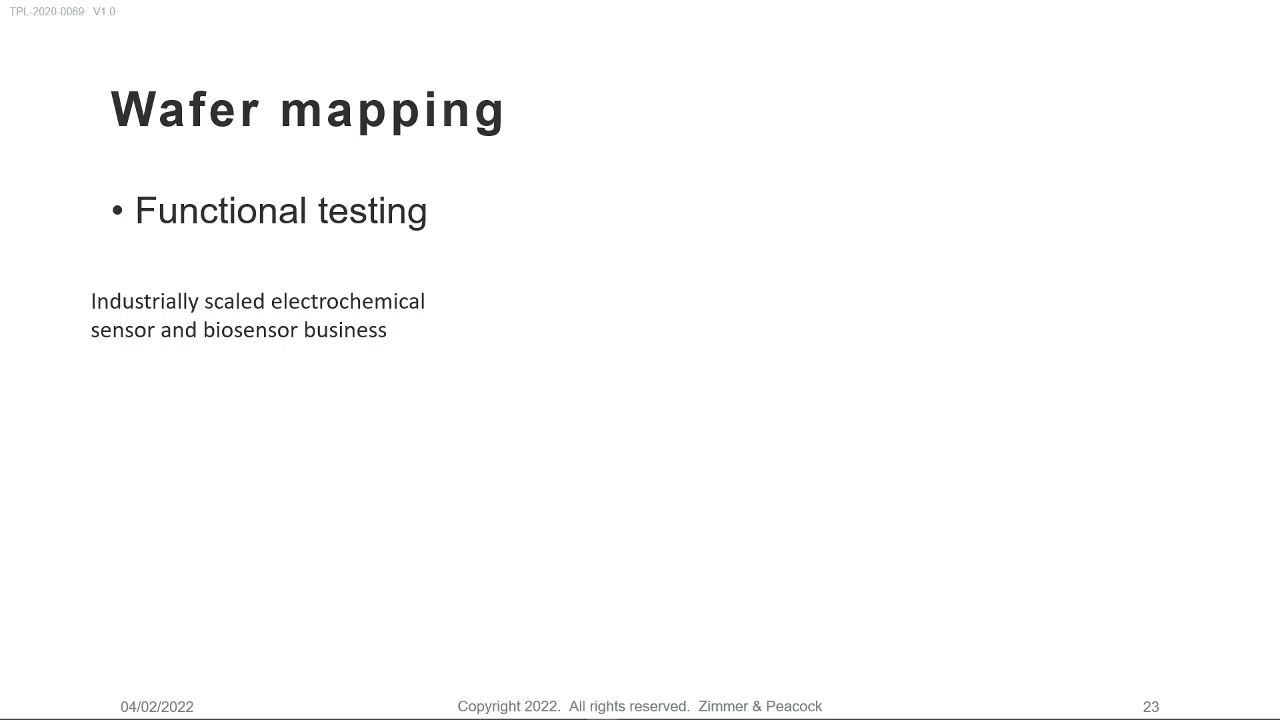 TPL-2020-0069 V1.0
Wafer mapping
• Functional testing
Industrially scaled electrochemical
sensor and biosensor business
04/02/2022
Copyright 2022. All rights reserved. Zimmer & Peacock
23